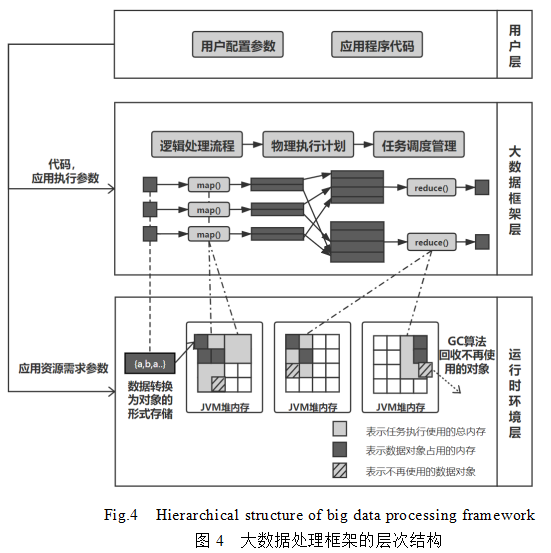 用户配置参数
应用程序代码
用户层
代码，
应用执行参数
逻辑处理流程
物理执行计划
任务调度管理
map()
map()
map()
reduce()
reduce()
大数据框架层
应用资源需求参数
{a,b,a..}
数据转换
为对象的
形式存储
JVM堆内存
JVM堆内存
JVM堆内存
GC算法
回收不再使
用的对象
表示任务执行使用的总内存
表示数据对象占用的内存
表示不再使用的数据对象
运行时环境层
Fig.4 Hierarchical structure of big data processing framework
图 4 大数据处理框架的层次结构